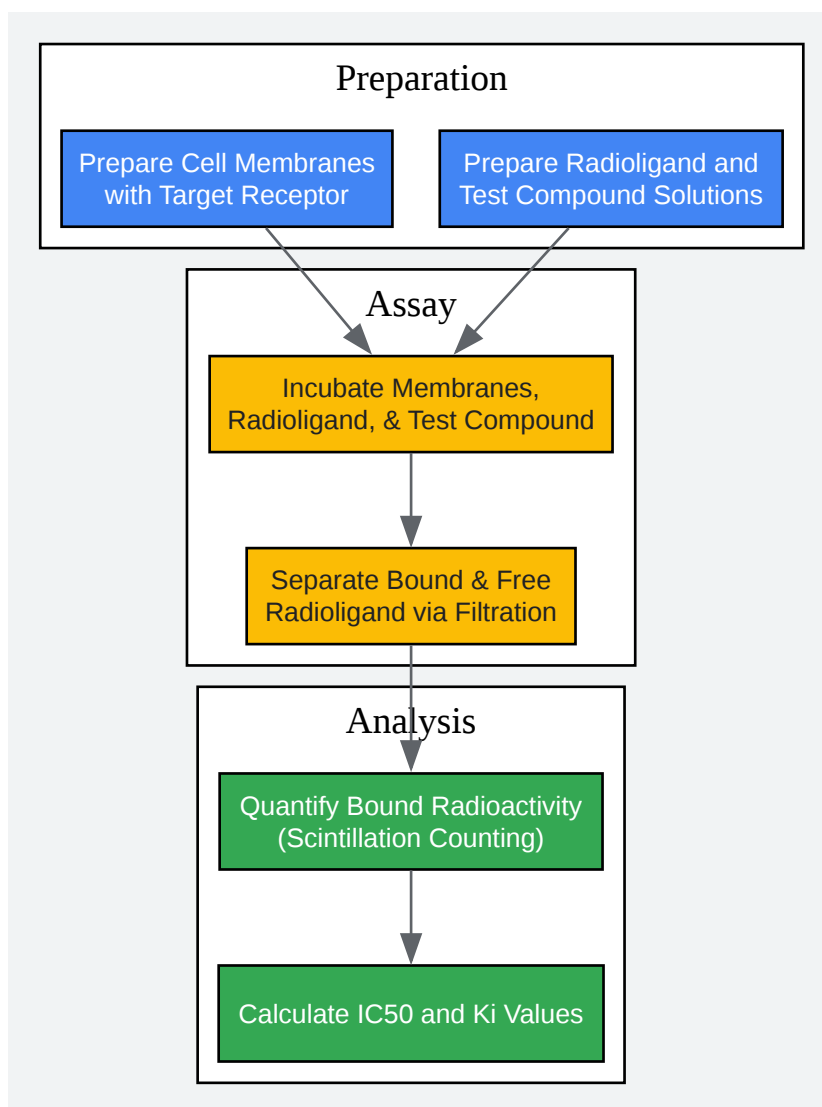 Preparation
Prepare Cell Membranes
with Target Receptor
Prepare Radioligand and
Test Compound Solutions
Assay
Incubate Membranes,
Radioligand, & Test Compound
Separate Bound & Free
Radioligand via Filtration
Analysis
Quantify Bound Radioactivity
(Scintillation Counting)
Calculate IC50 and Ki Values